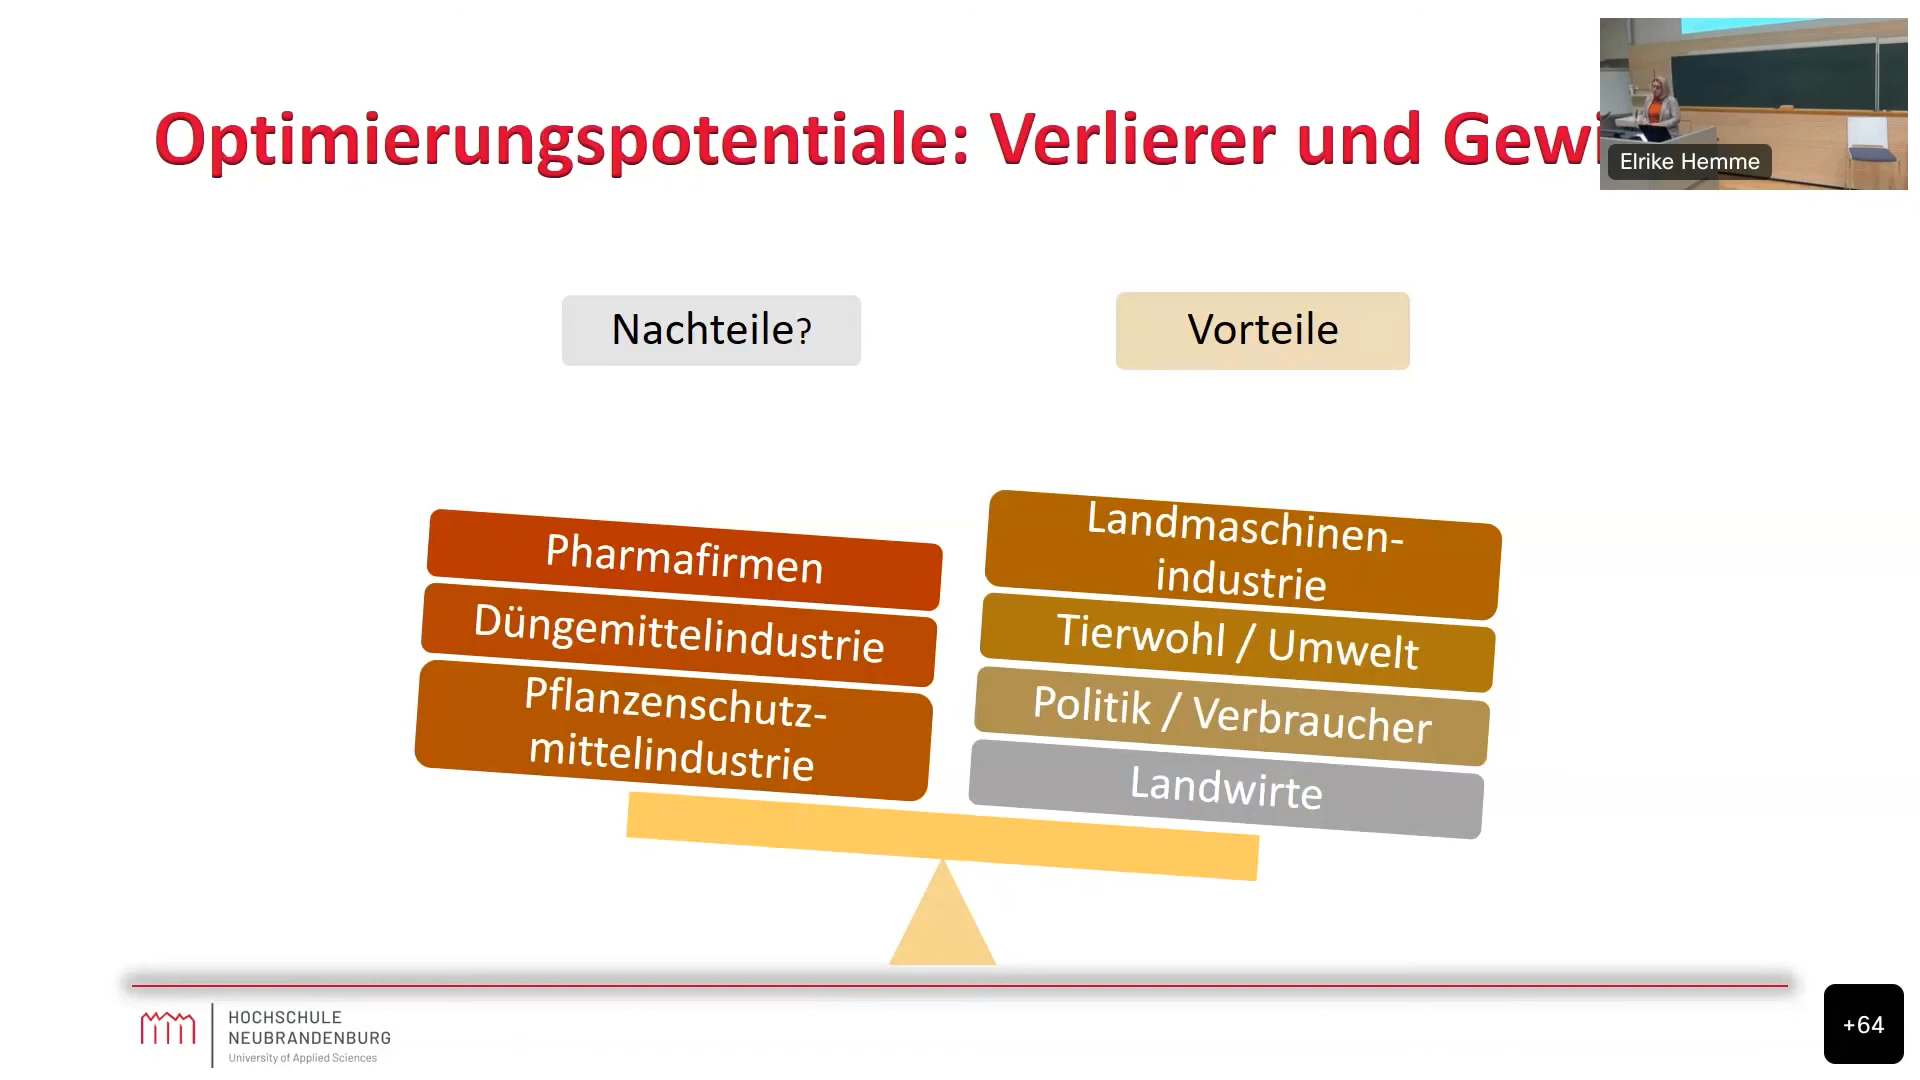 Optimierungspotentiale: Verlierer und Gewi
Elrike Hemme
Nachteile?
Vorteile
Pharmafirmen
Düngemittelindustrie
Pflanzenschutz-
mittelindustrie
Landmaschinen-
industrie
Tierwohl / Umwelt
Politik / Verbraucher
Landwirte
HOCHSCHULE
NEUBRANDENBURG
University of Applied Sciences
+64